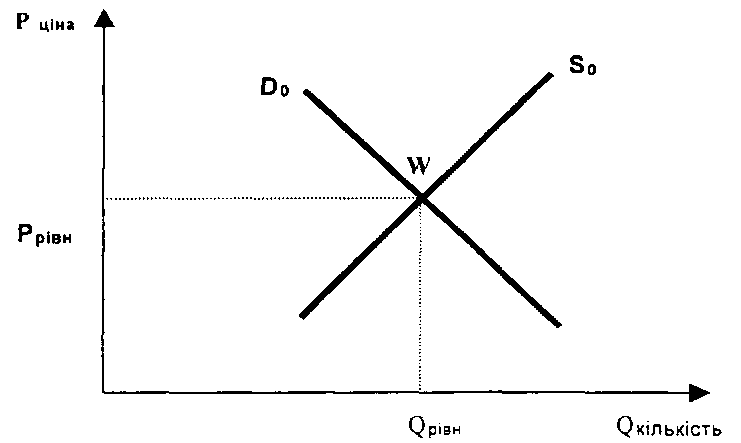 P ціна
D₀
S₀
W
Pрівн
Qрівн
Qкількість